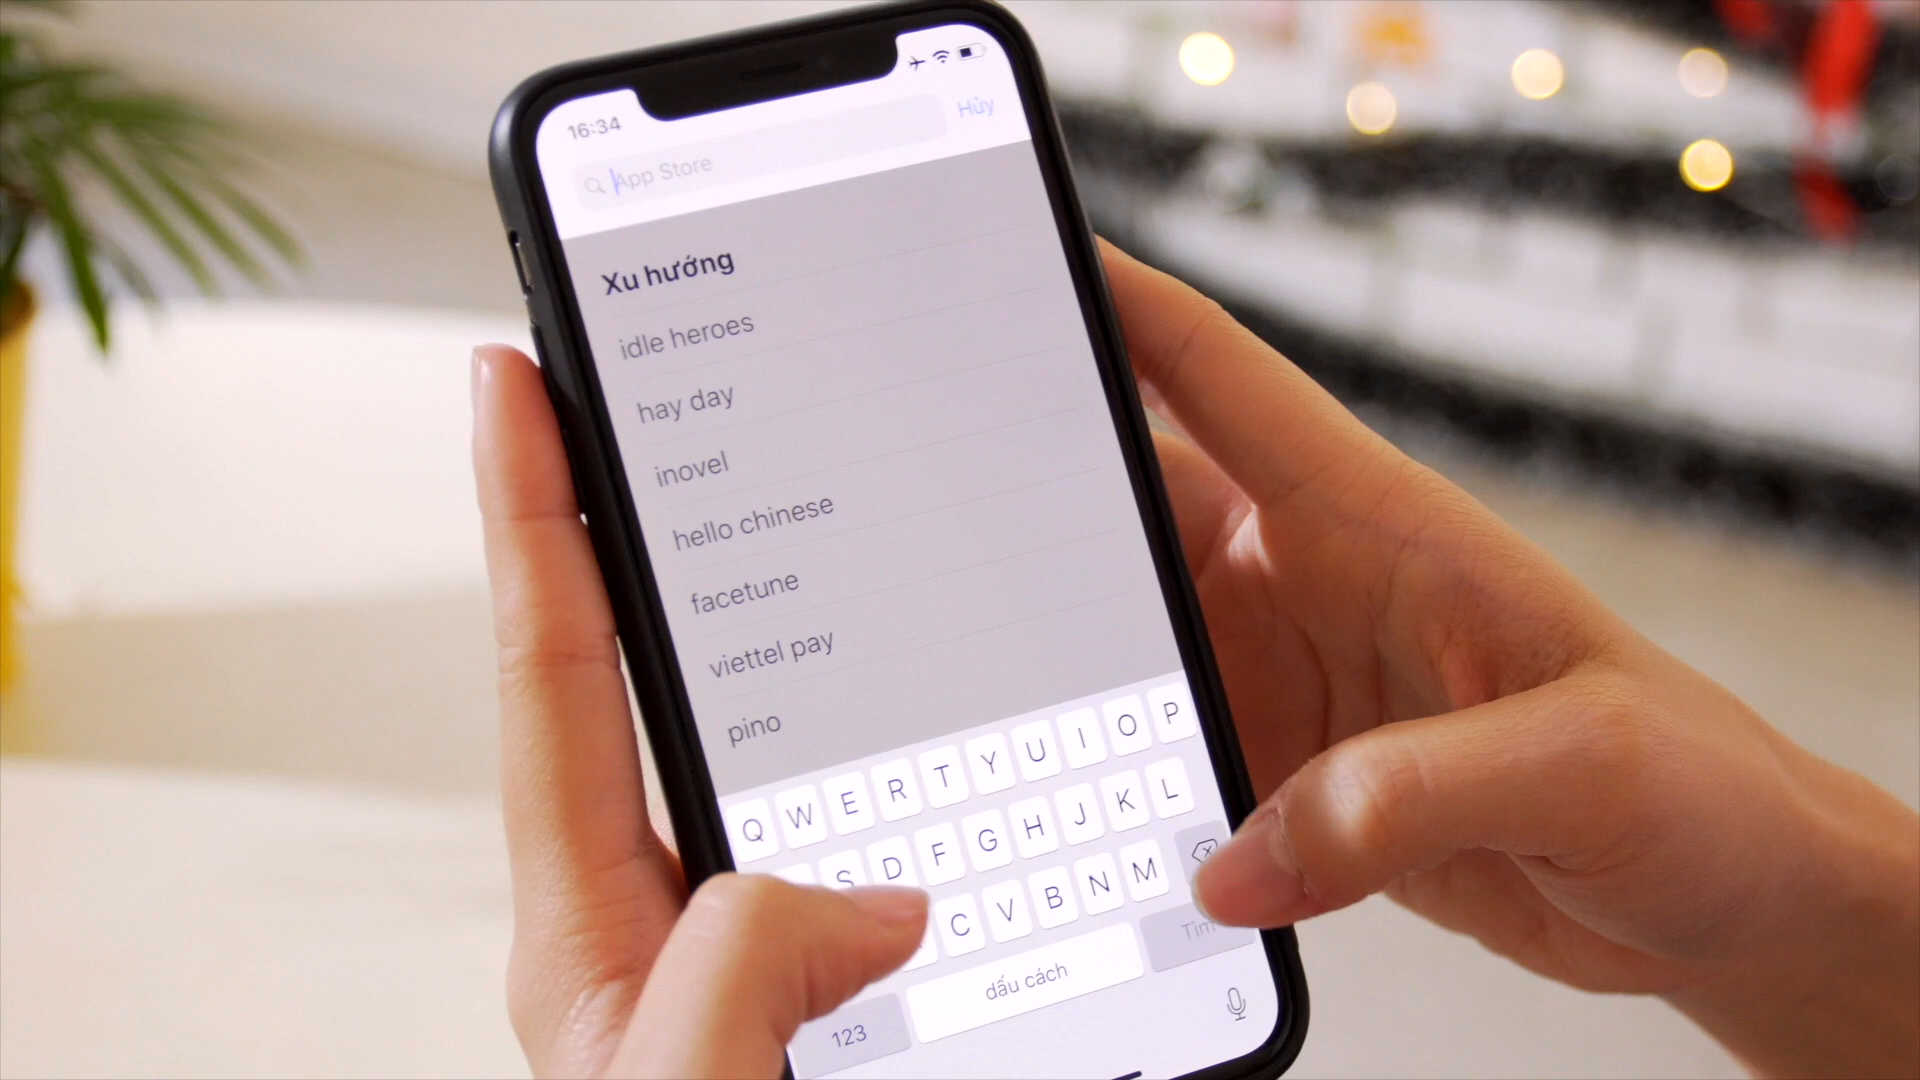 16:34
App Store
Hủy
Xu hướng
idle heroes
hay day
inovel
hello chinese
facetune
viettel pay
pino
Q W E R T Y U I O P
S D F G H J K L
C V B N M
123
dấu cách
Tìm